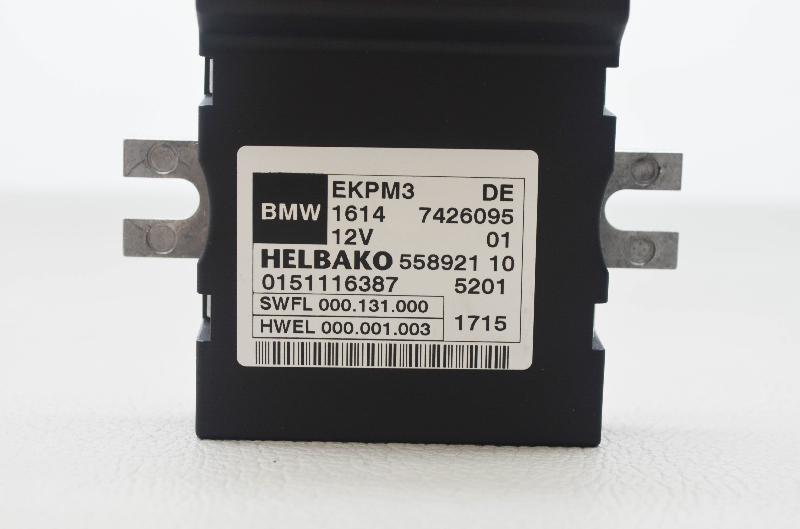 BMW EKPM3 DE
1614 7426095
12V 01
HELBAKO 558921 10
0151116387 5201
SWFL 000.131.000
HWEL 000.001.003 1715